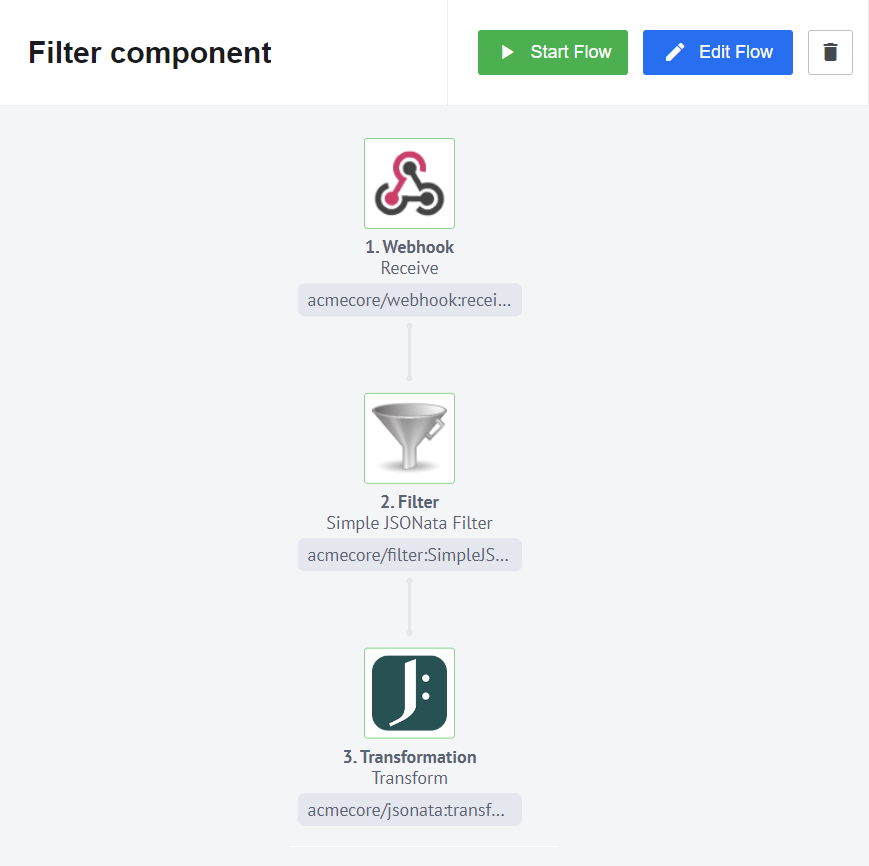 Filter component
Start Flow
Edit Flow
1. Webhook
Receive
acmecore/webhook:recei...
2. Filter
Simple JSONata Filter
acmecore/filter:SimpleJS...
J:
3. Transformation
Transform
acmecore/jsonata:transf...